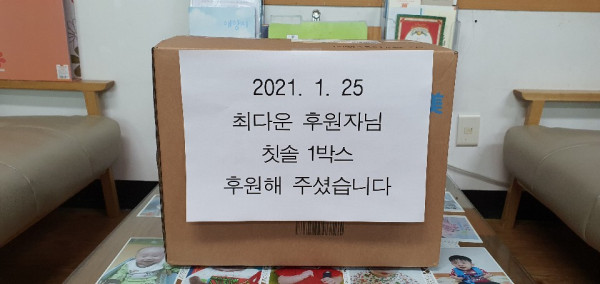 2021. 1. 25
최다운 후원자님
칫솔 1박스
후원해 주셨습니다